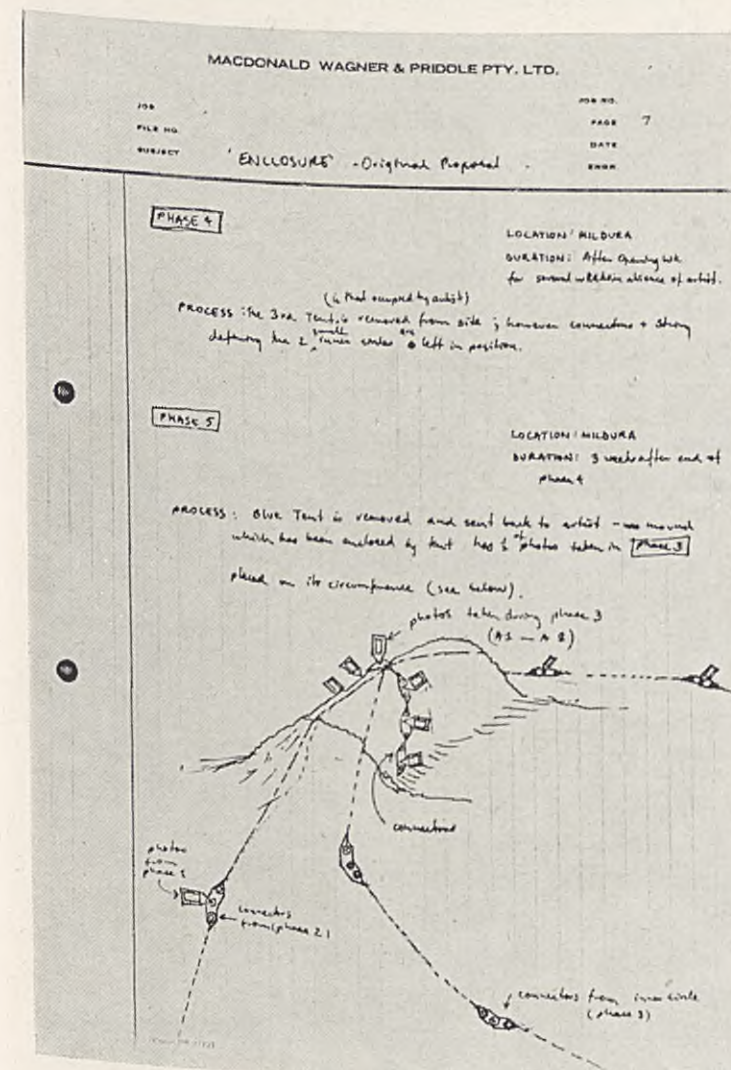 MACDONALD WAGNER & PRIDDLE PTY. LTD.
JOB
JOB NO.
FILE NO.
PAGE 7
SUBJECT 'ENCLOSURE' - Original Proposal
DATE
ENGR.
PHASE 4
LOCATION: MILDURA
DURATION: After Opening wk
for several weeks in absence of artist.
(is that occupied by artist)
PROCESS: The 3rd Tent, is removed from site ; however connectors + string
small are
defining the 2 inner circles left in position.
PHASE 5
LOCATION: MILDURA
DURATION: 3 weeks after end of
phase 4
PROCESS: Blue Tent is removed and sent back to artist - mound
which has been enclosed by tent has photos taken in Phase 3
placed on its circumference (see below).
photos taken during phase 3
(A1 — A8)
connections
photos
from
phase
connectors
from (phase 2)
connectors from inner circle
(phase 3)